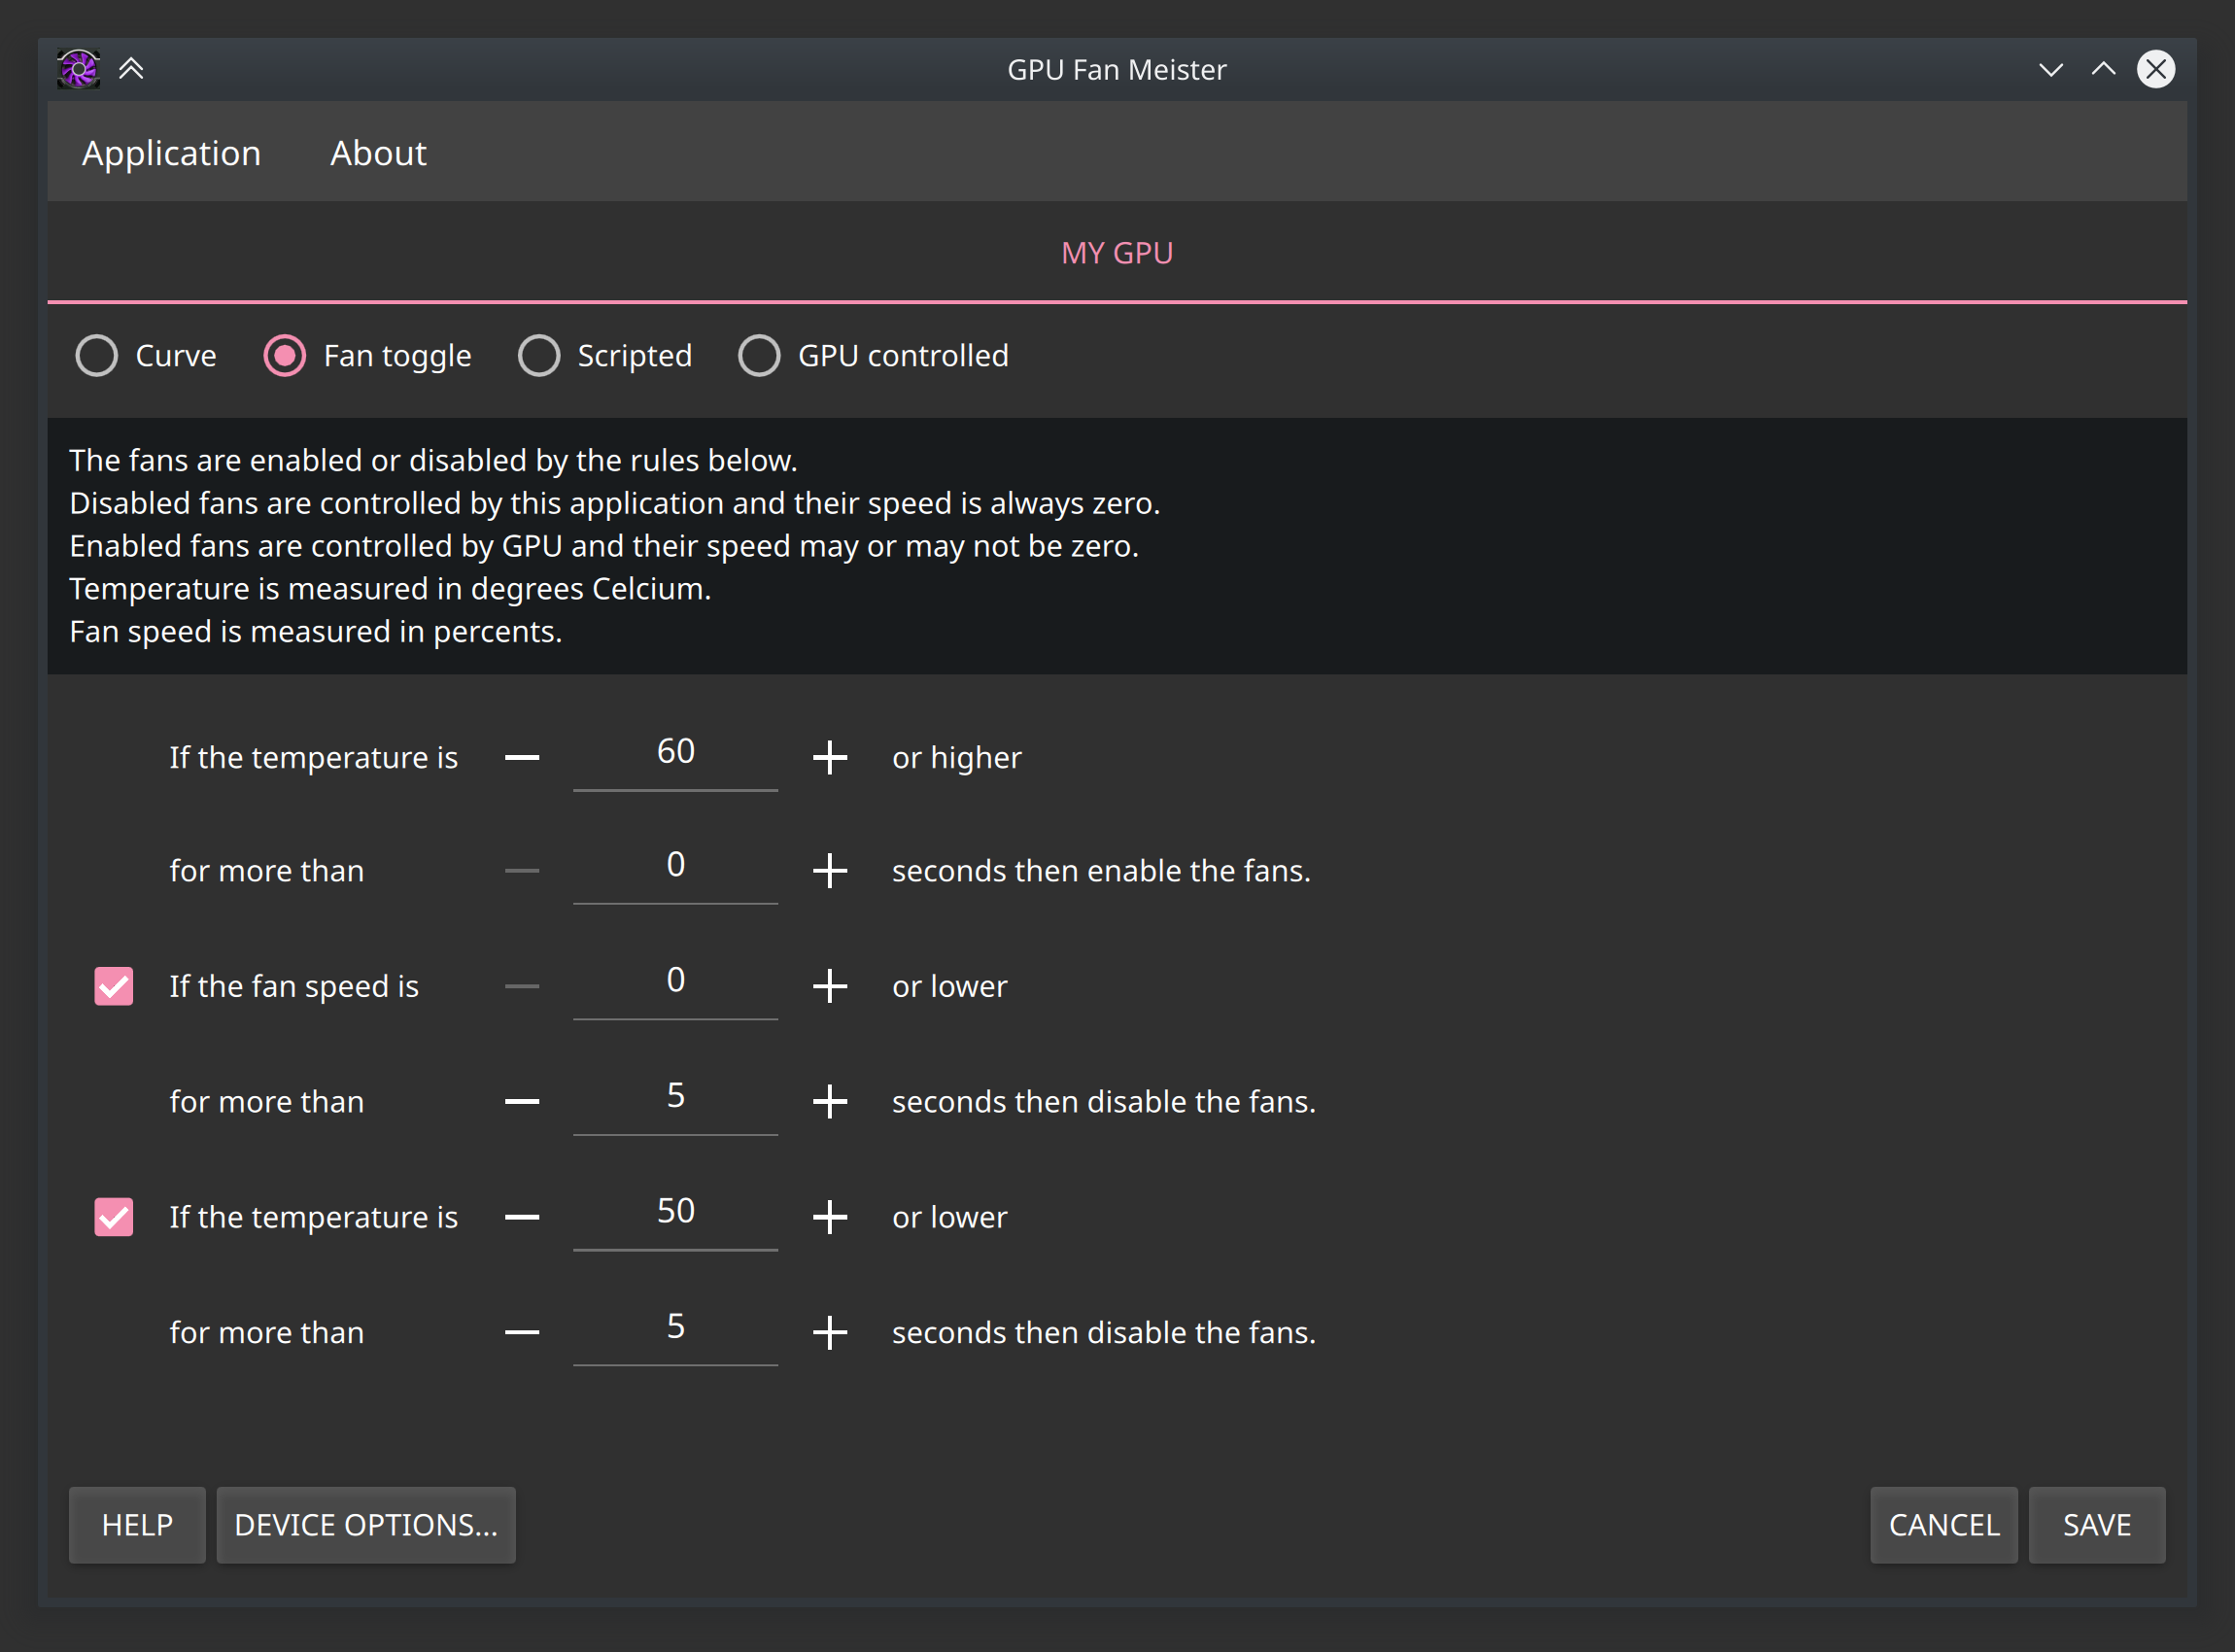 GPU Fan Meister
Application About
MY GPU
Curve Fan toggle Scripted GPU controlled
The fans are enabled or disabled by the rules below.
Disabled fans are controlled by this application and their speed is always zero.
Enabled fans are controlled by GPU and their speed may or may not be zero.
Temperature is measured in degrees Celcium.
Fan speed is measured in percents.
If the temperature is 60 or higher
for more than 0 seconds then enable the fans.
If the fan speed is 0 or lower
for more than 5 seconds then disable the fans.
If the temperature is 50 or lower
for more than 5 seconds then disable the fans.
HELP DEVICE OPTIONS... CANCEL SAVE